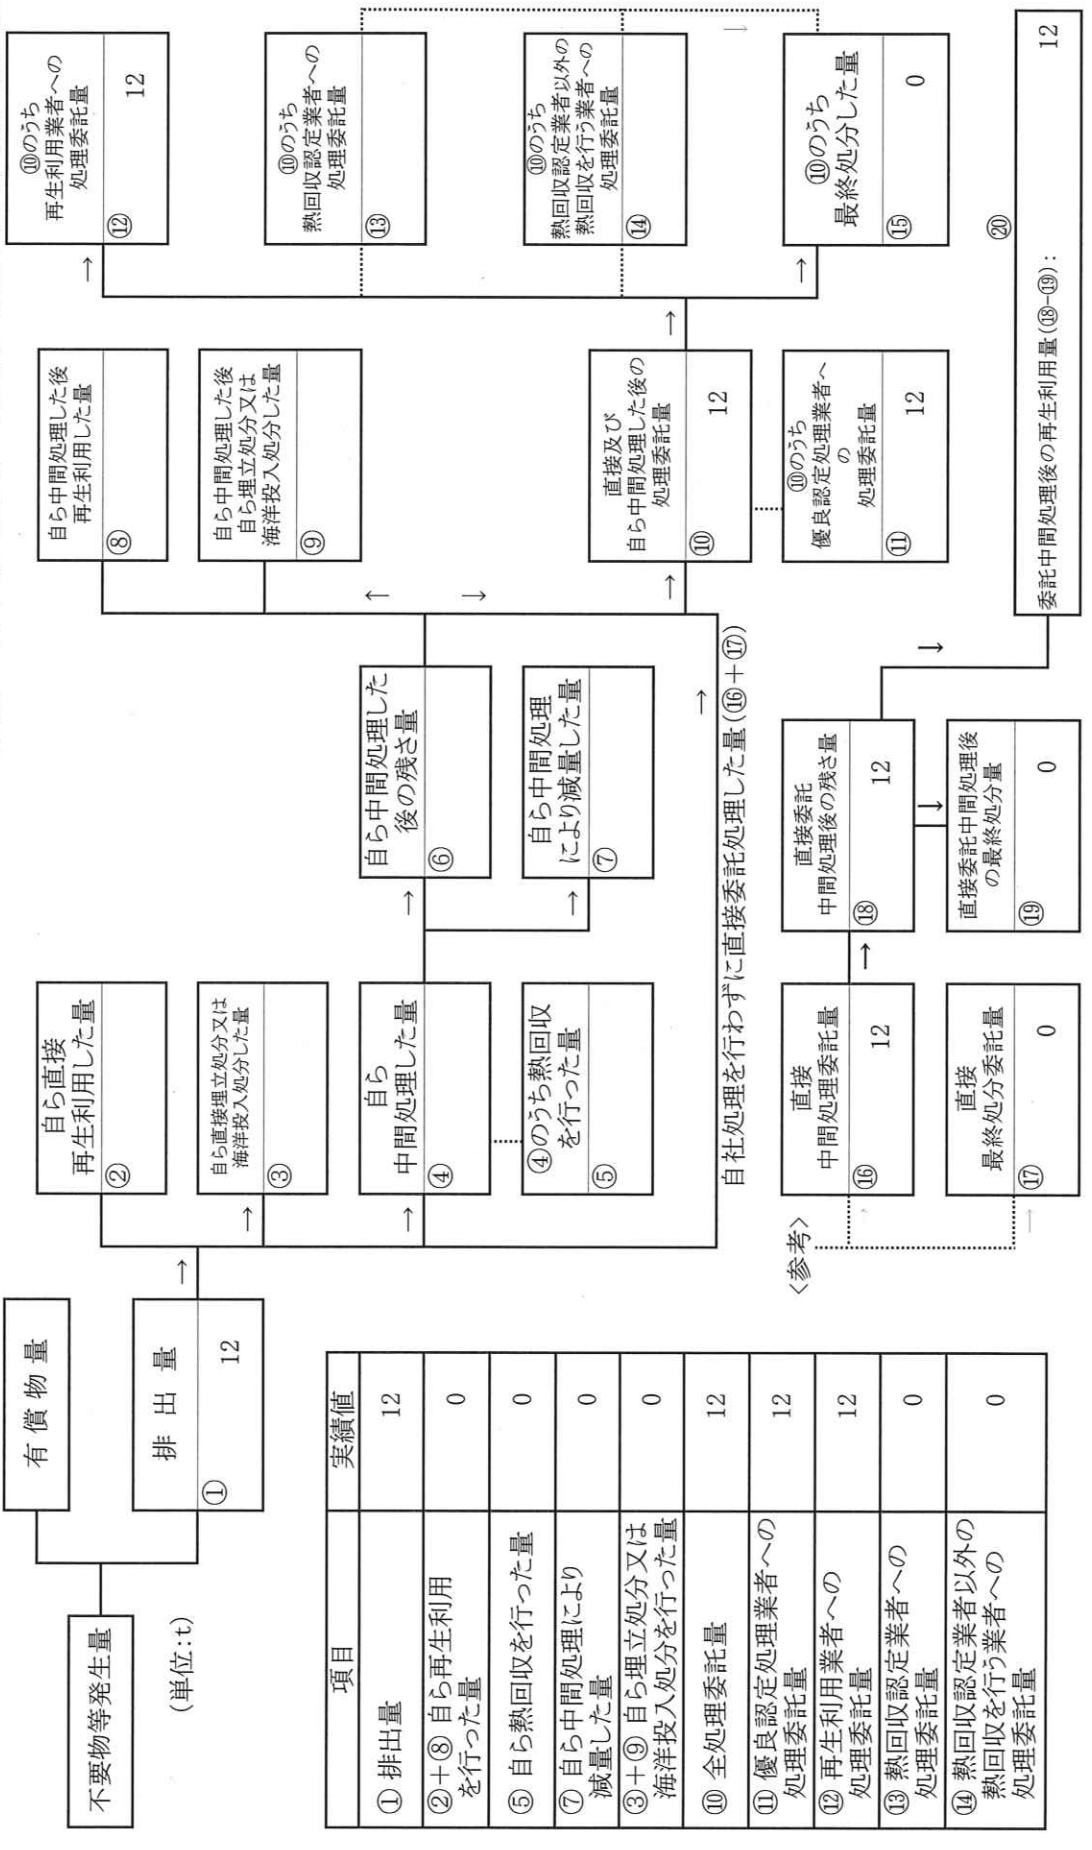 不要物等発生量
(単位:t)
有償物量
排出量
①
12
自ら直接
再生利用した量
②
自ら直接埋立処分又は
海洋投入処分した量
③
自ら
中間処理した量
④
④のうち熱回収
を行った量
⑤
自ら中間処理した
後の残さ量
⑥
自ら中間処理
により減量した量
⑦
自ら中間処理した後
再生利用した量
⑧
自ら中間処理した後
自ら埋立処分又は
海洋投入処分した量
⑨
直接及び
自ら中間処理した後の
処理委託量
⑩
12
⑩のうち
優良認定処理業者へ
の
処理委託量
⑪
12
⑩のうち
再生利用業者への
処理委託量
⑫
12
⑩のうち
熱回収認定業者への
処理委託量
⑬
⑩のうち
熱回収認定業者以外の
熱回収を行う業者への
処理委託量
⑭
⑩のうち
最終処分した量
⑮
0
自社処理を行わずに直接委託処理した量(⑯+⑰)
<参考>
直接
中間処理委託量
⑯
12
直接
最終処分委託量
⑰
0
直接委託
中間処理後の残さ量
⑱
12
直接委託中間処理後
の最終処分量
⑲
0
⑳
委託中間処理後の再生利用量(⑱-⑲):
12
項目
実績値
① 排出量
12
②+⑧ 自ら再生利用
を行った量
0
⑤ 自ら熱回収を行った量
0
⑦ 自ら中間処理により
減量した量
0
③+⑨ 自ら埋立処分又は
海洋投入処分を行った量
0
⑩ 全処理委託量
12
⑪ 優良認定処理業者への
処理委託量
12
⑫ 再生利用業者への
処理委託量
12
⑬ 熱回収認定業者への
処理委託量
0
⑭ 熱回収認定業者以外の
熱回収を行う業者への
処理委託量
0